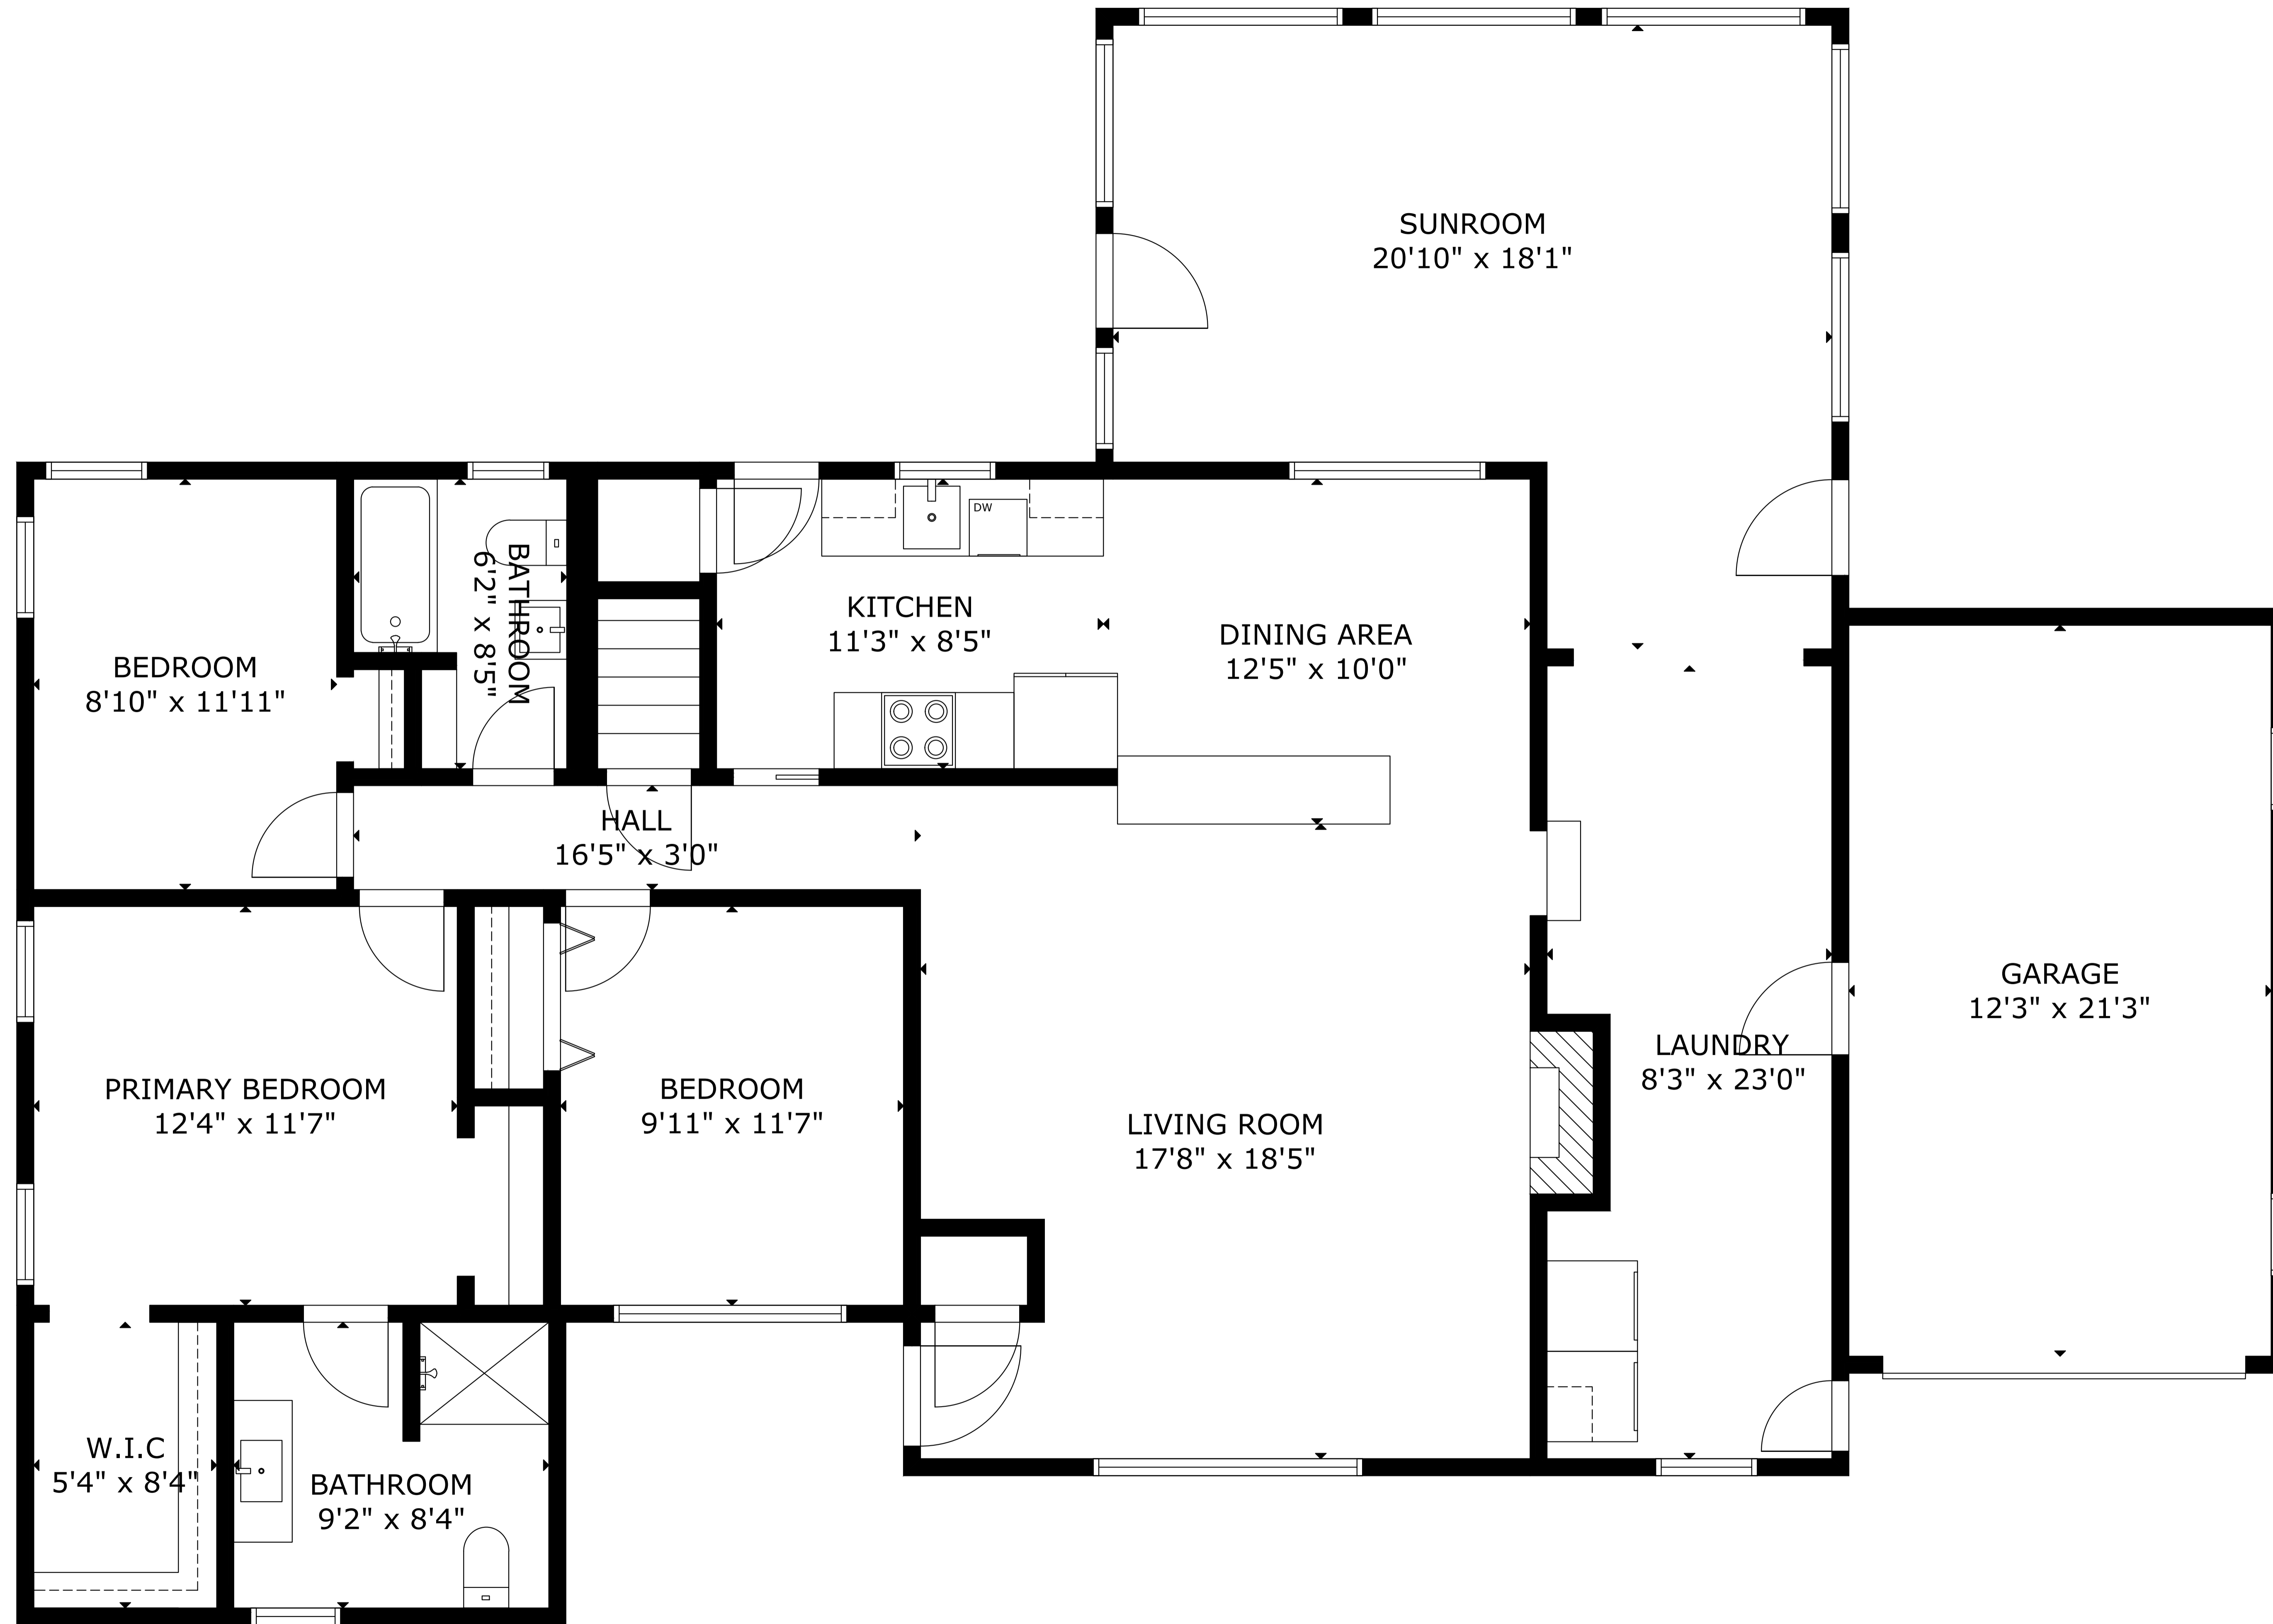 SUNROOM
20'10" x 18'1"
DW
BATHROOM
6'2" x 8'5"
KITCHEN
11'3" x 8'5"
DINING AREA
12'5" x 10'0"
BEDROOM
8'10" x 11'11"
HALL
16'5" x 3'0"
GARAGE
12'3" x 21'3"
LAUNDRY
8'3" x 23'0"
PRIMARY BEDROOM
12'4" x 11'7"
BEDROOM
9'11" x 11'7"
LIVING ROOM
17'8" x 18'5"
W.I.C
5'4" x 8'4"
BATHROOM
9'2" x 8'4"